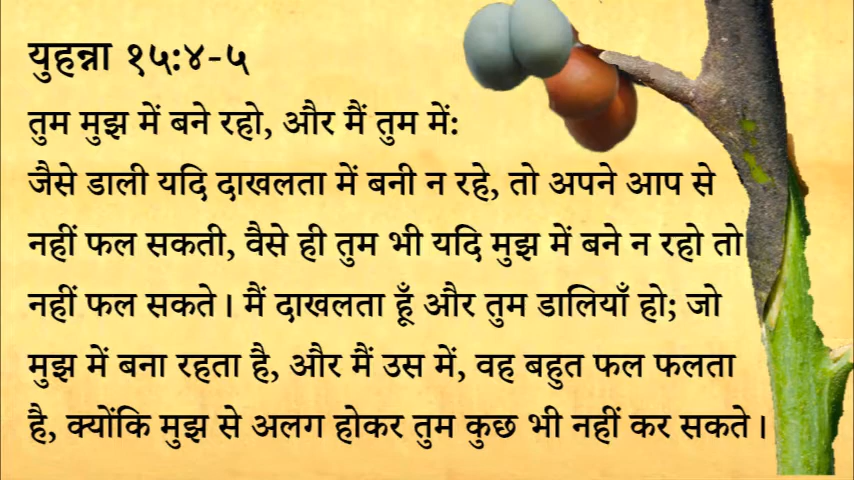 युहन्ना १५:४-५
तुम मुझ में बने रहो, और मैं तुम में:
जैसे डाली यदि दाखलता में बनी न रहे, तो अपने आप से
नहीं फल सकती, वैसे ही तुम भी यदि मुझ में बने न रहो तो
नहीं फल सकते। मैं दाखलता हूँ और तुम डालियाँ हो; जो
मुझ में बना रहता है, और मैं उस में, वह बहुत फल फलता
है, क्योंकि मुझ से अलग होकर तुम कुछ भी नहीं कर सकते।